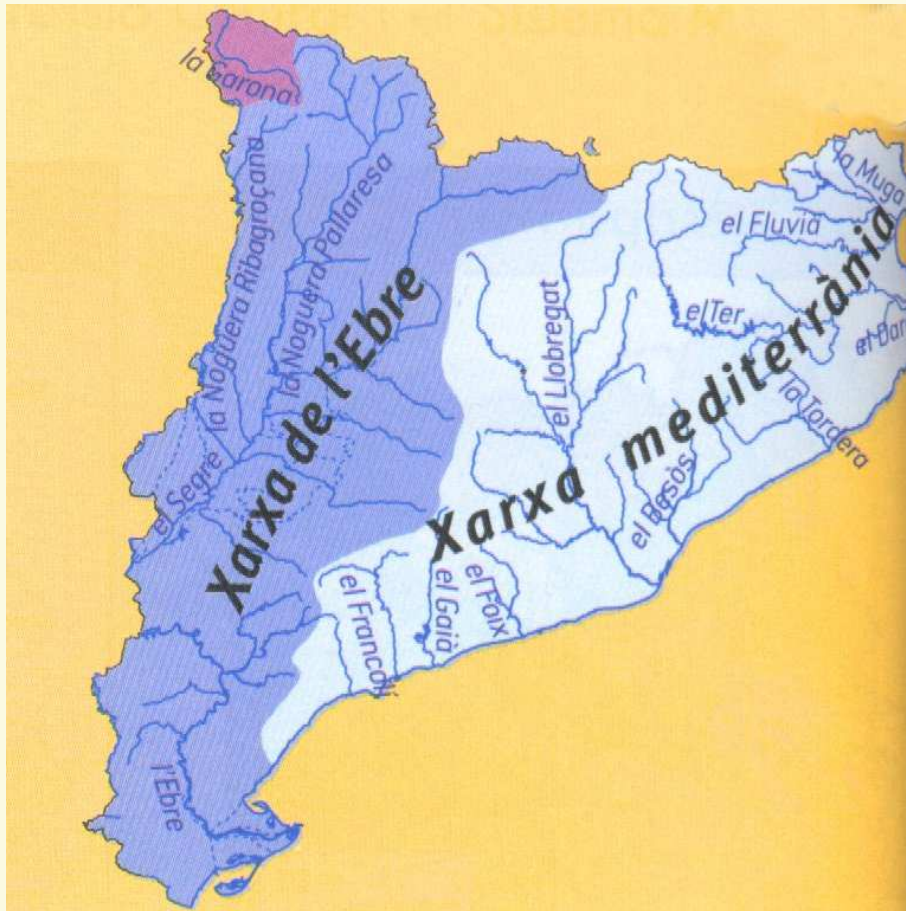 la Garona
la Noguera Ribagroçana
la Noguera Pallaresa
el Segre
Xarxa de l'Ebre
l'Ebre
la Muga
el Fluvià
el Ter
el Llobregat
la Tordera
el Besòs
Xarxa mediterrània
el Foix
el Gaià
el Francolí